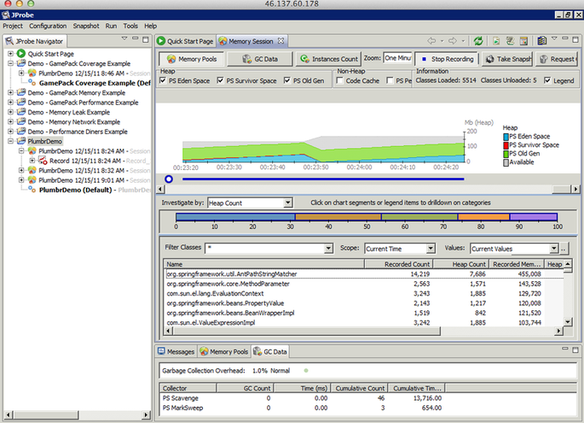 46.137.60.178
JProbe
Project Configuration Snapshot Run Tools Help
JProbe Navigator
Quick Start Page
Demo - GamePack Coverage Example
PlumbrDemo 12/15/11 8:46 AM - Session
GamePack Coverage Example (Def
Demo - GamePack Memory Example
Demo - GamePack Performance Example
Demo - Memory Leak Example
Demo - Memory Network Example
Demo - Performance Diners Example
PlumbrDemo
PlumbrDemo 12/15/11 8:24 AM - Session
Record 12/15/11 8:24 AM - Record_
PlumbrDemo 12/15/11 8:32 AM - Session
PlumbrDemo 12/15/11 9:01 AM - Session
PlumbrDemo (Default) -
Quick Start Page Memory Session
Memory Pools GC Data Instances Count Zoom: One Minu Stop Recording Take Snapsh Request
Heap Non-Heap Information
PS Eden Space PS Survivor Space PS Old Gen Code Cache PS Pe Classes Loaded: 5514 Classes Unloaded: 5 Legend
Mb (Heap)
200
100
0
00:23:20 00:23:30 00:23:40 00:23:50 00:24:00 00:24:10 00:24:20
Heap
PS Eden Space
PS Survivor Space
PS Old Gen
Available
Investigate by: Heap Count Click on chart segments or legend items to drilldown on categories
0 10 20 30 40 50 60 70 80 90 100
Filter Classes * Scope: Current Time Values: Current Values ..
Name Recorded Count Heap Count Recorded Mem... Heap
org.springframework.util.AntPathStringMatcher 14,219 7,686 455,008
org.springframework.core.MethodParameter 2,563 1,571 143,528
com.sun.el.lang.EvaluationContext 3,243 1,885 129,720
org.springframework.beans.PropertyValue 2,143 1,217 120,008
org.springframework.beans.BeanWrapperImpl 1,519 842 121,520
com.sun.el.ValueExpressionImpl 3,242 1,885 103,744
Messages Memory Pools GC Data
Garbage Collection Overhead: 1.0% Normal
Collector GC Count Time (ms) Cumulative Count Cumulative Tim...
PS Scavenge 0 0.00 46 13,716.00
PS MarkSweep 0 0.00 3 654.00